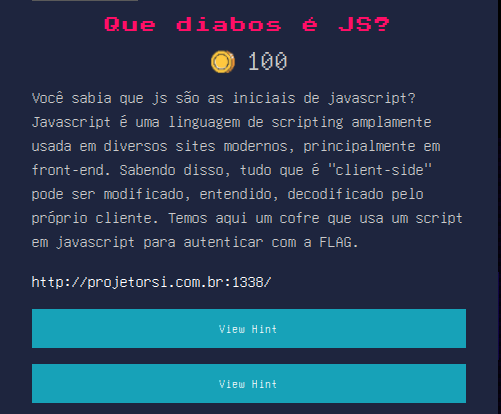 Que diabos é JS?
100
Você sabia que js são as iniciais de javascript?
Javascript é uma linguagem de scripting amplamente
usada em diversos sites modernos, principalmente em
front-end. Sabendo disso, tudo que é "client-side"
pode ser modificado, entendido, decodificado pelo
próprio cliente. Temos aqui um cofre que usa um script
em javascript para autenticar com a FLAG.
http://projetorsi.com.br:1338/
View Hint
View Hint